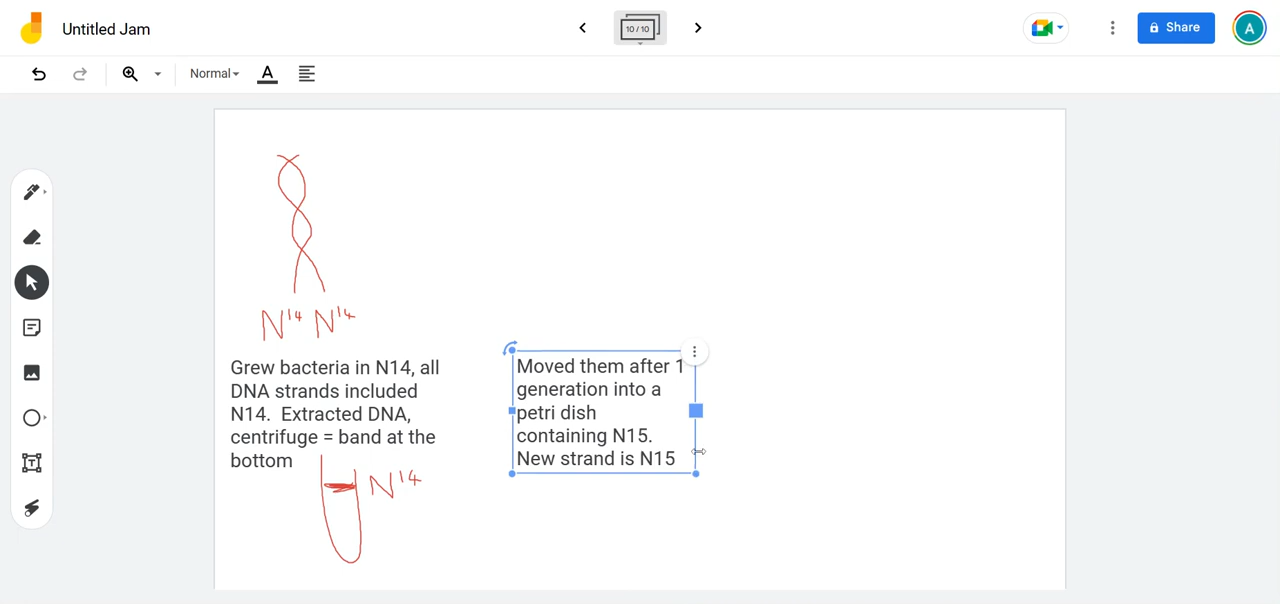 Untitled Jam
10 / 10
Share
A
Normal
A
N14 N14
Grew bacteria in N14, all
DNA strands included
N14. Extracted DNA,
centrifuge = band at the
bottom
N14
Moved them after 1
generation into a
petri dish
containing N15.
New strand is N15